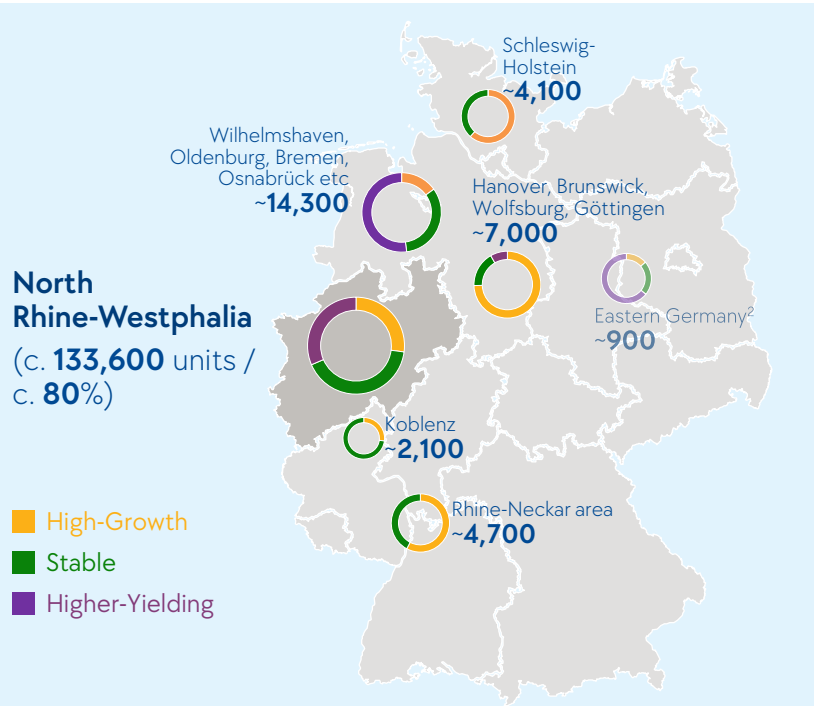 Schleswig-
Holstein
~4,100
Wilhelmshaven,
Oldenburg, Bremen,
Osnabrück etc
~14,300
Hanover, Brunswick,
Wolfsburg, Göttingen
~7,000
North
Rhine-Westphalia
(c. 133,600 units /
c. 80%)
Eastern Germany²
~900
Koblenz
~2,100
Rhine-Neckar area
~4,700
High-Growth
Stable
Higher-Yielding